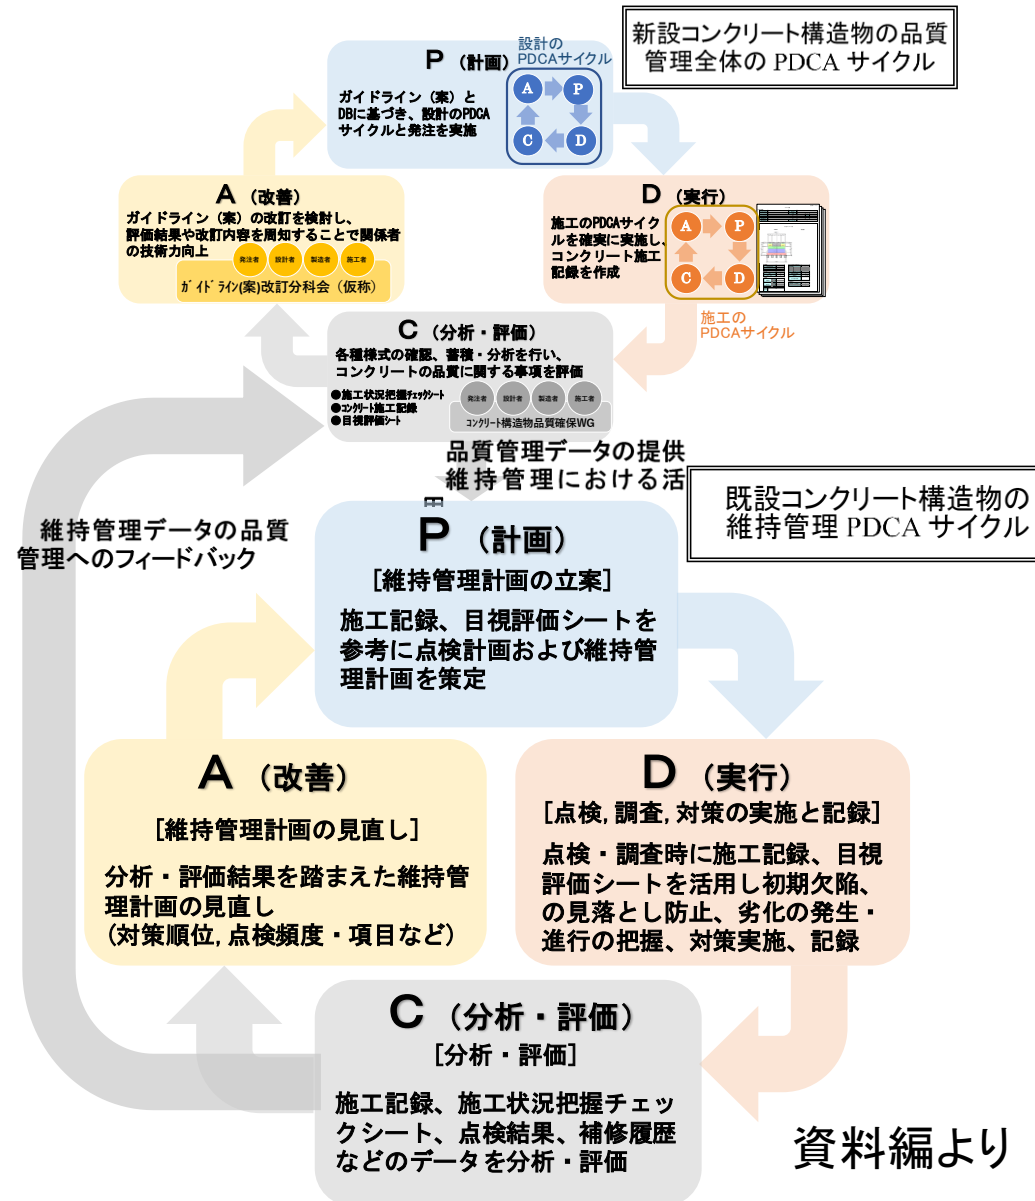 新設コンクリート構造物の品質
管理全体の PDCA サイクル
P (計画)
設計の
PDCAサイクル
ガイドライン（案）と
DBに基づき、設計のPDCA
サイクルと発注を実施
A
P
C
D
A (改善)
ガイドライン（案）の改訂を検討し、
評価結果や改訂内容を周知することで関係者
の技術力向上
発注者 設計者 製造者 施工者
ガイドライン(案)改訂分科会（仮称）
D (実行)
施工のPDCAサイク
ルを確実に実施し、
コンクリート施工
記録を作成
A
P
C
D
施工の
PDCAサイクル
C (分析・評価)
各種様式の確認、蓄積・分析を行い、
コンクリートの品質に関する事項を評価
●施工状況把握チェックシート
●コンクリート施工記録
●目視評価シート
発注者 設計者 製造者 施工者
コンクリート構造物品質確保WG
品質管理データの提供
維持管理における活
既設コンクリート構造物の
維持管理 PDCA サイクル
維持管理データの品質
管理へのフィードバック
P (計画)
[維持管理計画の立案]
施工記録、目視評価シートを
参考に点検計画および維持管
理計画を策定
A (改善)
[維持管理計画の見直し]
分析・評価結果を踏まえた維持管
理計画の見直し
(対策順位,点検頻度・項目など)
D (実行)
[点検,調査,対策の実施と記録]
点検・調査時に施工記録、目視
評価シートを活用し初期欠陥、
の見落とし防止、劣化の発生・
進行の把握、対策実施、記録
C (分析・評価)
[分析・評価]
施工記録、施工状況把握チェッ
クシート、点検結果、補修履歴
などのデータを分析・評価
資料編より